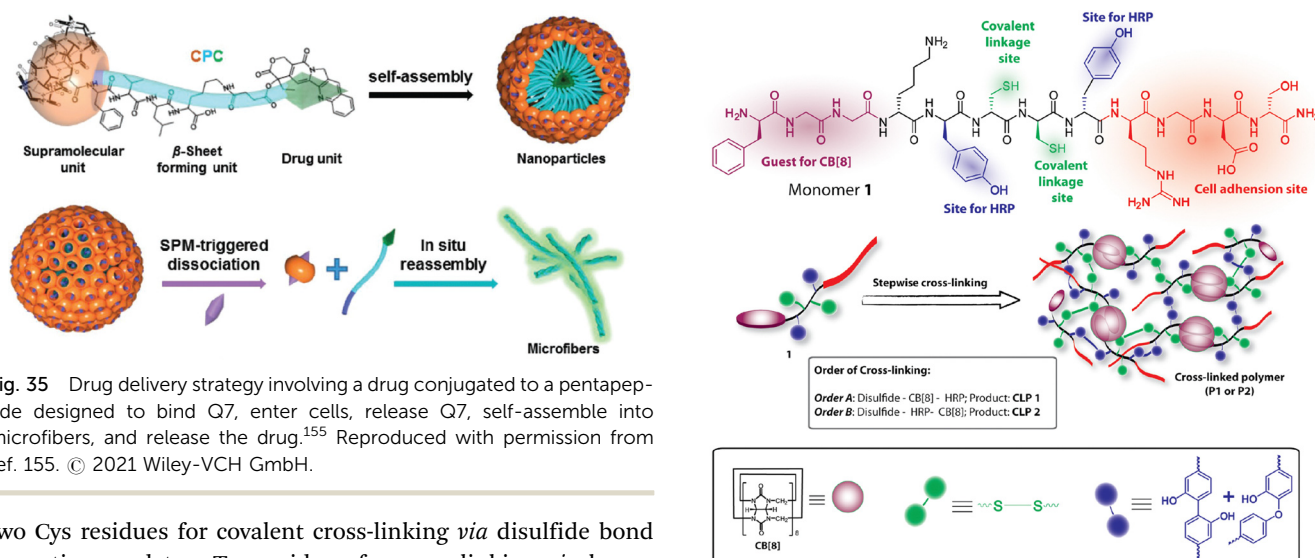 CPC
self-assembly
Supramolecular
unit
β-Sheet
forming unit
Drug unit
Nanoparticles
SPM-triggered
dissociation
In situ
reassembly
Microfibers
ig. 35 Drug delivery strategy involving a drug conjugated to a pentapep-
de designed to bind Q7, enter cells, release Q7, self-assemble into
icrofibers, and release the drug.155 Reproduced with permission from
ef. 155. © 2021 Wiley-VCH GmbH.
wo Cys residues for covalent cross-linking via disulfide bond
Covalent
linkage
site
Site for HRP
OH
NH2
SH
OH
H2N
Guest for CB[8]
Monomer 1
OH
Site for HRP
SH
Covalent
linkage
site
NH
H2N
NH
HO
Cell adhension site
Stepwise cross-linking
1
Order of Cross-linking:
Order A: Disulfide - CB[8] - HRP; Product: CLP 1
Order B: Disulfide - HRP- CB[8]; Product: CLP 2
Cross-linked polymer
(P1 or P2)
CB[8]
S S
HO
OH
+
HO
O